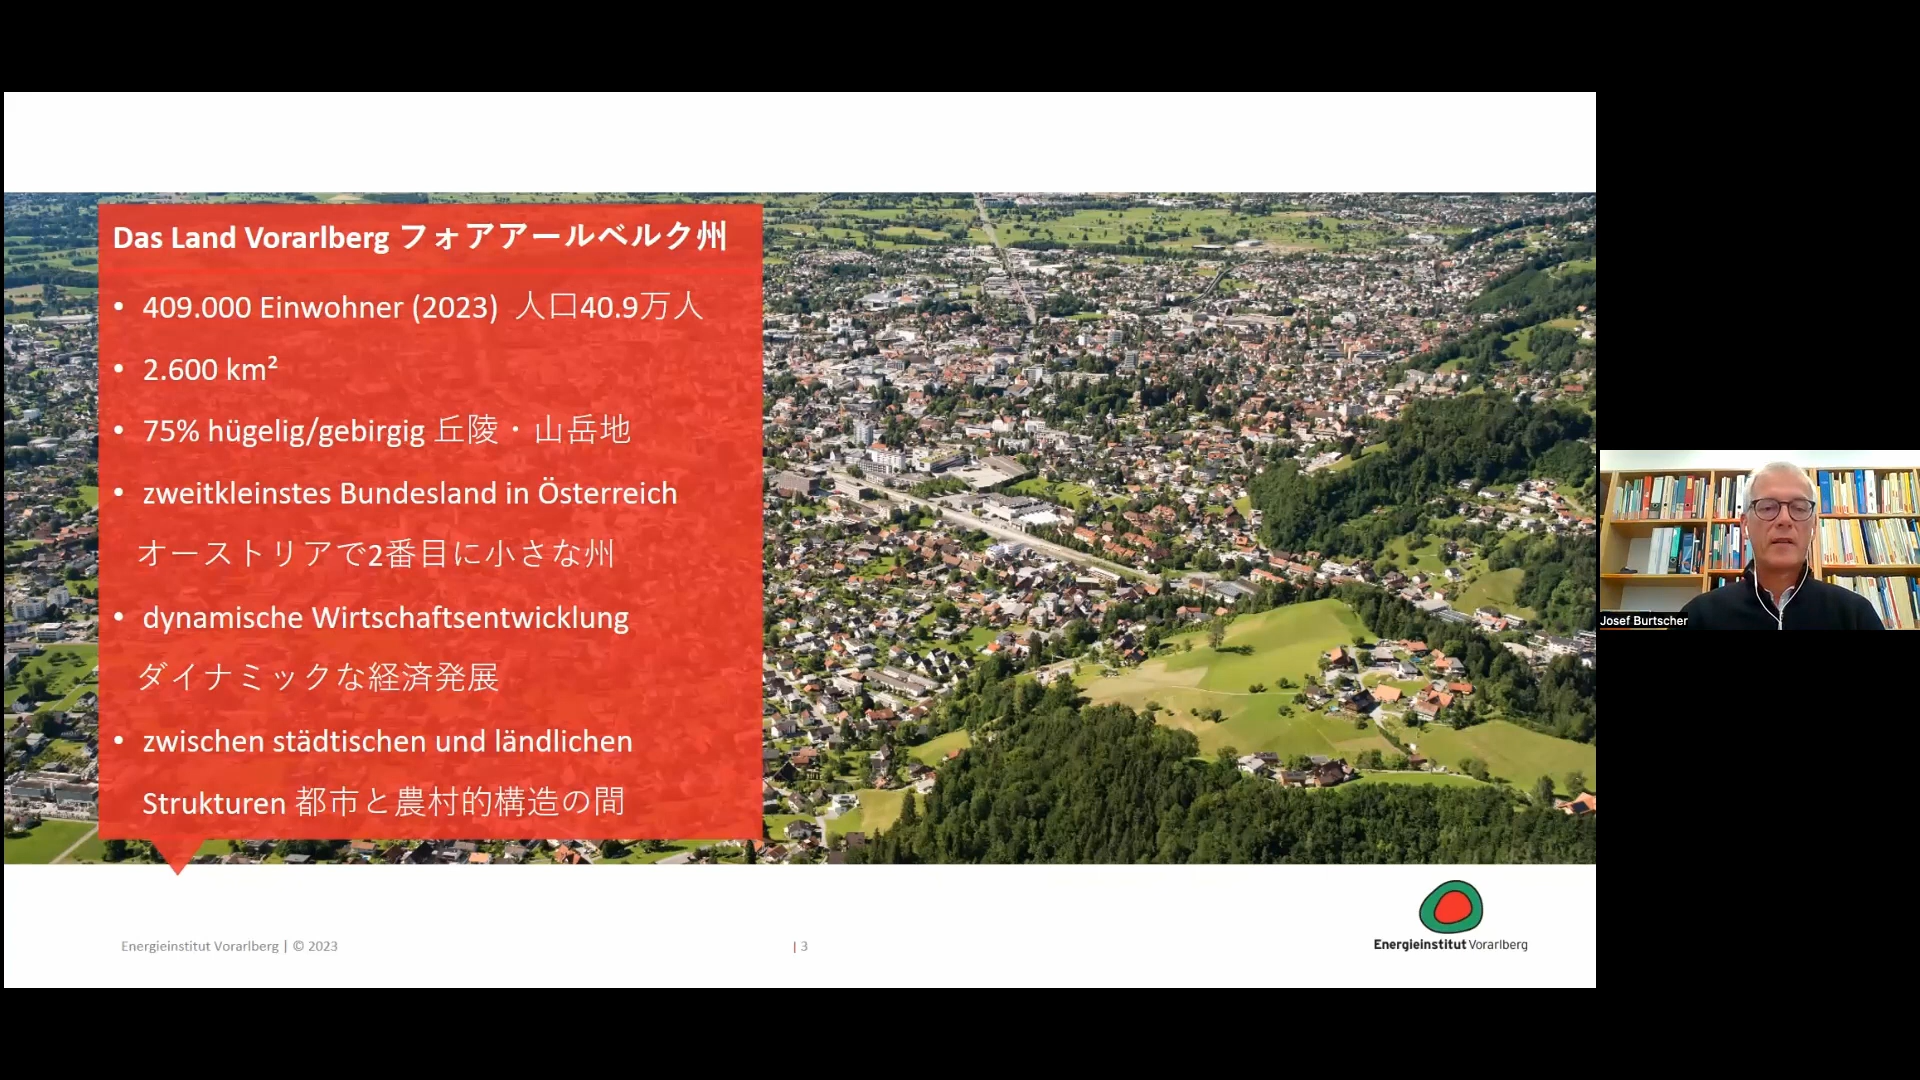 Das Land Vorarlberg フォアアールベルク州
• 409.000 Einwohner (2023) 人口40.9万人
• 2.600 km²
• 75% hügelig/gebirgig 丘陵・山岳地
• zweitkleinstes Bundesland in Österreich
オーストリアで2番目に小さな州
• dynamische Wirtschaftsentwicklung
ダイナミックな経済発展
• zwischen städtischen und ländlichen
Strukturen 都市と農村的構造の間
Energieinstitut Vorarlberg | © 2023
| 3
Energieinstitut Vorarlberg
Josef Burtscher